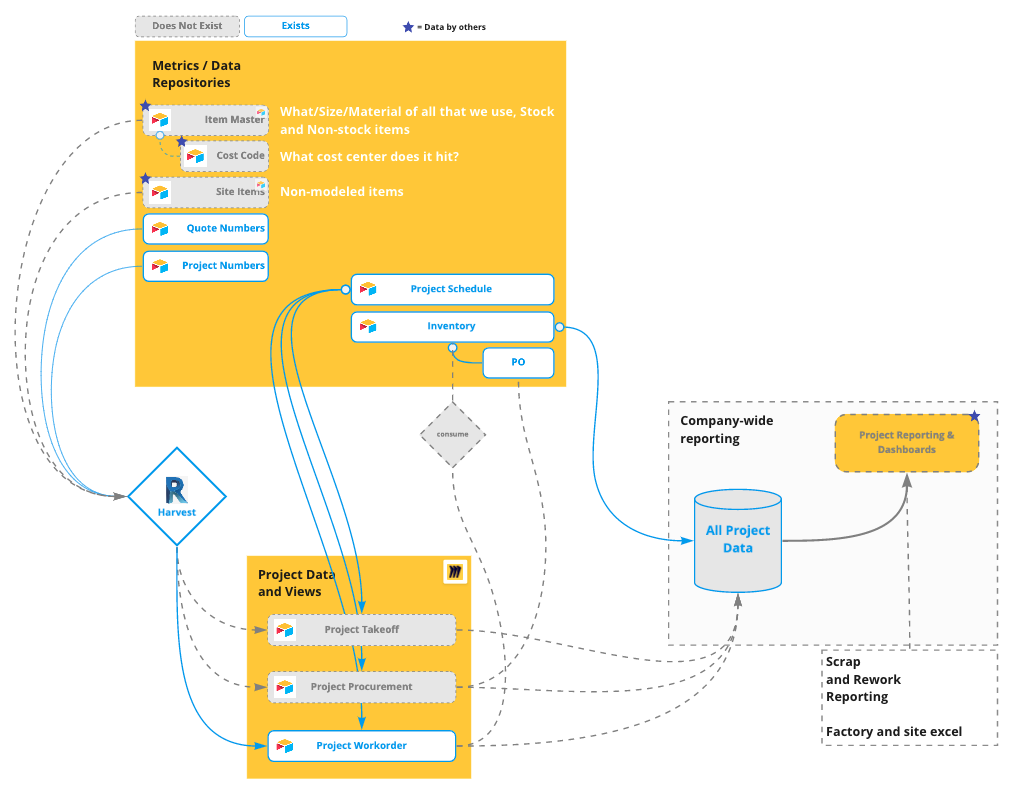 Does Not Exist
Exists
= Data by others
Metrics / Data
Repositories
Item Master
What/Size/Material of all that we use, Stock
and Non-stock items
Cost Code
What cost center does it hit?
Site Items
Non-modeled items
Quote Numbers
Project Numbers
Project Schedule
Inventory
PO
consume
Company-wide
reporting
Project Reporting &
Dashboards
R
Harvest
All Project
Data
Project Data
and Views
Project Takeoff
Project Procurement
Project Workorder
Scrap
and Rework
Reporting
Factory and site excel